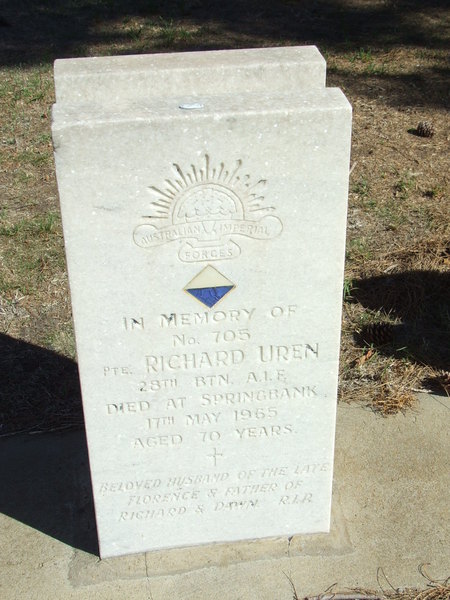 AUSTRALIAN IMPERIAL
FORCES
IN MEMORY OF
No. 705
PTE. RICHARD UREN
28TH BTN. A.I.F.
DIED AT SPRINGBANK
17TH MAY 1965
AGED 70 YEARS.
BELOVED HUSBAND OF THE LATE
FLORENCE & FATHER OF
RICHARD & DAWN. R.I.P.